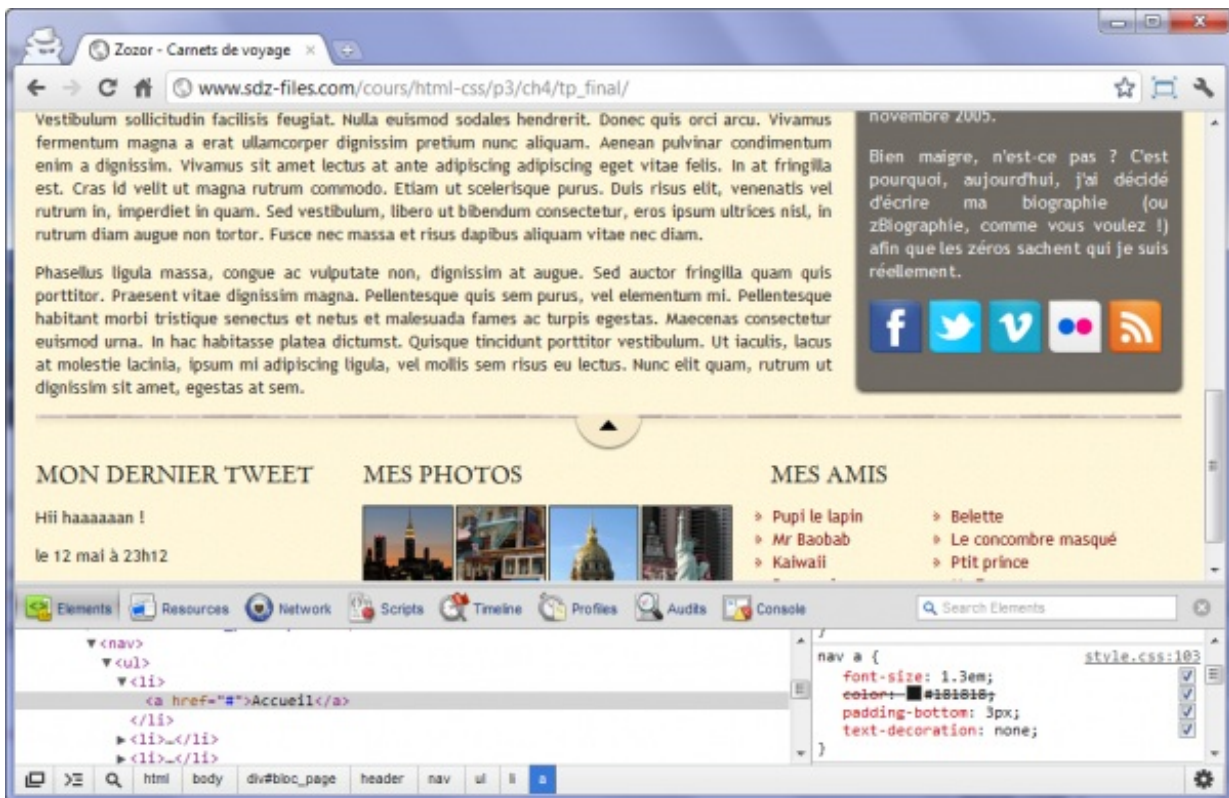 Zozor - Carnets de voyage
www.sdz-files.com/cours/html-css/p3/ch4/tp_final/
Vestibulum sollicitudin facilisis feugiat. Nulla euismod sodales hendrerit. Donec quis orci arcu. Vivamus
fermentum magna a erat ullamcorper dignissim pretium nunc aliquam. Aenean pulvinar condimentum
enim a dignissim. Vivamus sit amet lectus at ante adipiscing adipiscing eget vitae felis. In at fringilla
est. Cras id velit ut magna rutrum commodo. Etiam ut scelerisque purus. Duis risus elit, venenatis vel
rutrum in, imperdiet in quam. Sed vestibulum, libero ut bibendum consectetur, eros ipsum ultrices nisl, in
rutrum diam augue non tortor. Fusce nec massa et risus dapibus aliquam vitae nec diam.
Phasellus ligula massa, congue ac vulputate non, dignissim at augue. Sed auctor fringilla quam quis
porttitor. Praesent vitae dignissim magna. Pellentesque quis sem purus, vel elementum mi. Pellentesque
habitant morbi tristique senectus et netus et malesuada fames ac turpis egestas. Maecenas consectetur
euismod urna. In hac habitasse platea dictumst. Quisque tincidunt porttitor vestibulum. Ut iaculis, lacus
at molestie lacinia, ipsum mi adipiscing ligula, vel mollis sem risus eu lectus. Nunc elit quam, rutrum ut
dignissim sit amet, egestas at sem.
novembre 2005.
Bien maigre, n'est-ce pas ? C'est
pourquoi, aujourd'hui, j'ai décidé
d'écrire ma biographie (ou
zBiographie, comme vous voulez !)
afin que les zéros sachent qui je suis
réellement.
MON DERNIER TWEET
Hii haaaaaan !
le 12 mai à 23h12
MES PHOTOS
MES AMIS
Pupi le lapin
Mr Baobab
Kaiwaii
Belette
Le concombre masqué
Ptit prince
Elements
Resources
Network
Scripts
Timeline
Profiles
Audits
Console
Search Elements
▼<nav>
▼<ul>
▼<li>
<a href="#">Accueil</a>
</li>
▶<li>…</li>
▶<li>…</li>
}
nav a { style.css:103
font-size: 1.3em;
color: #181818;
padding-bottom: 3px;
text-decoration: none;
}
html body div#bloc_page header nav ul li a